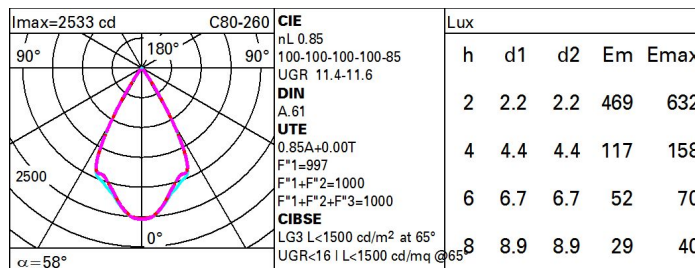 Imax=2533 cd C80-260
90° 180° 90°
2500
0°
α=58°
CIE
nL 0.85
100-100-100-100-85
UGR 11.4-11.6
DIN
A.61
UTE
0.85A+0.00T
F"1=997
F"1+F"2=1000
F"1+F"2+F"3=1000
CIBSE
LG3 L<1500 cd/m² at 65°
UGR<16 | L<1500 cd/mq @65°
Lux
h d1 d2 Em Emax
2 2.2 2.2 469 632
4 4.4 4.4 117 158
6 6.7 6.7 52 70
8 8.9 8.9 29 40